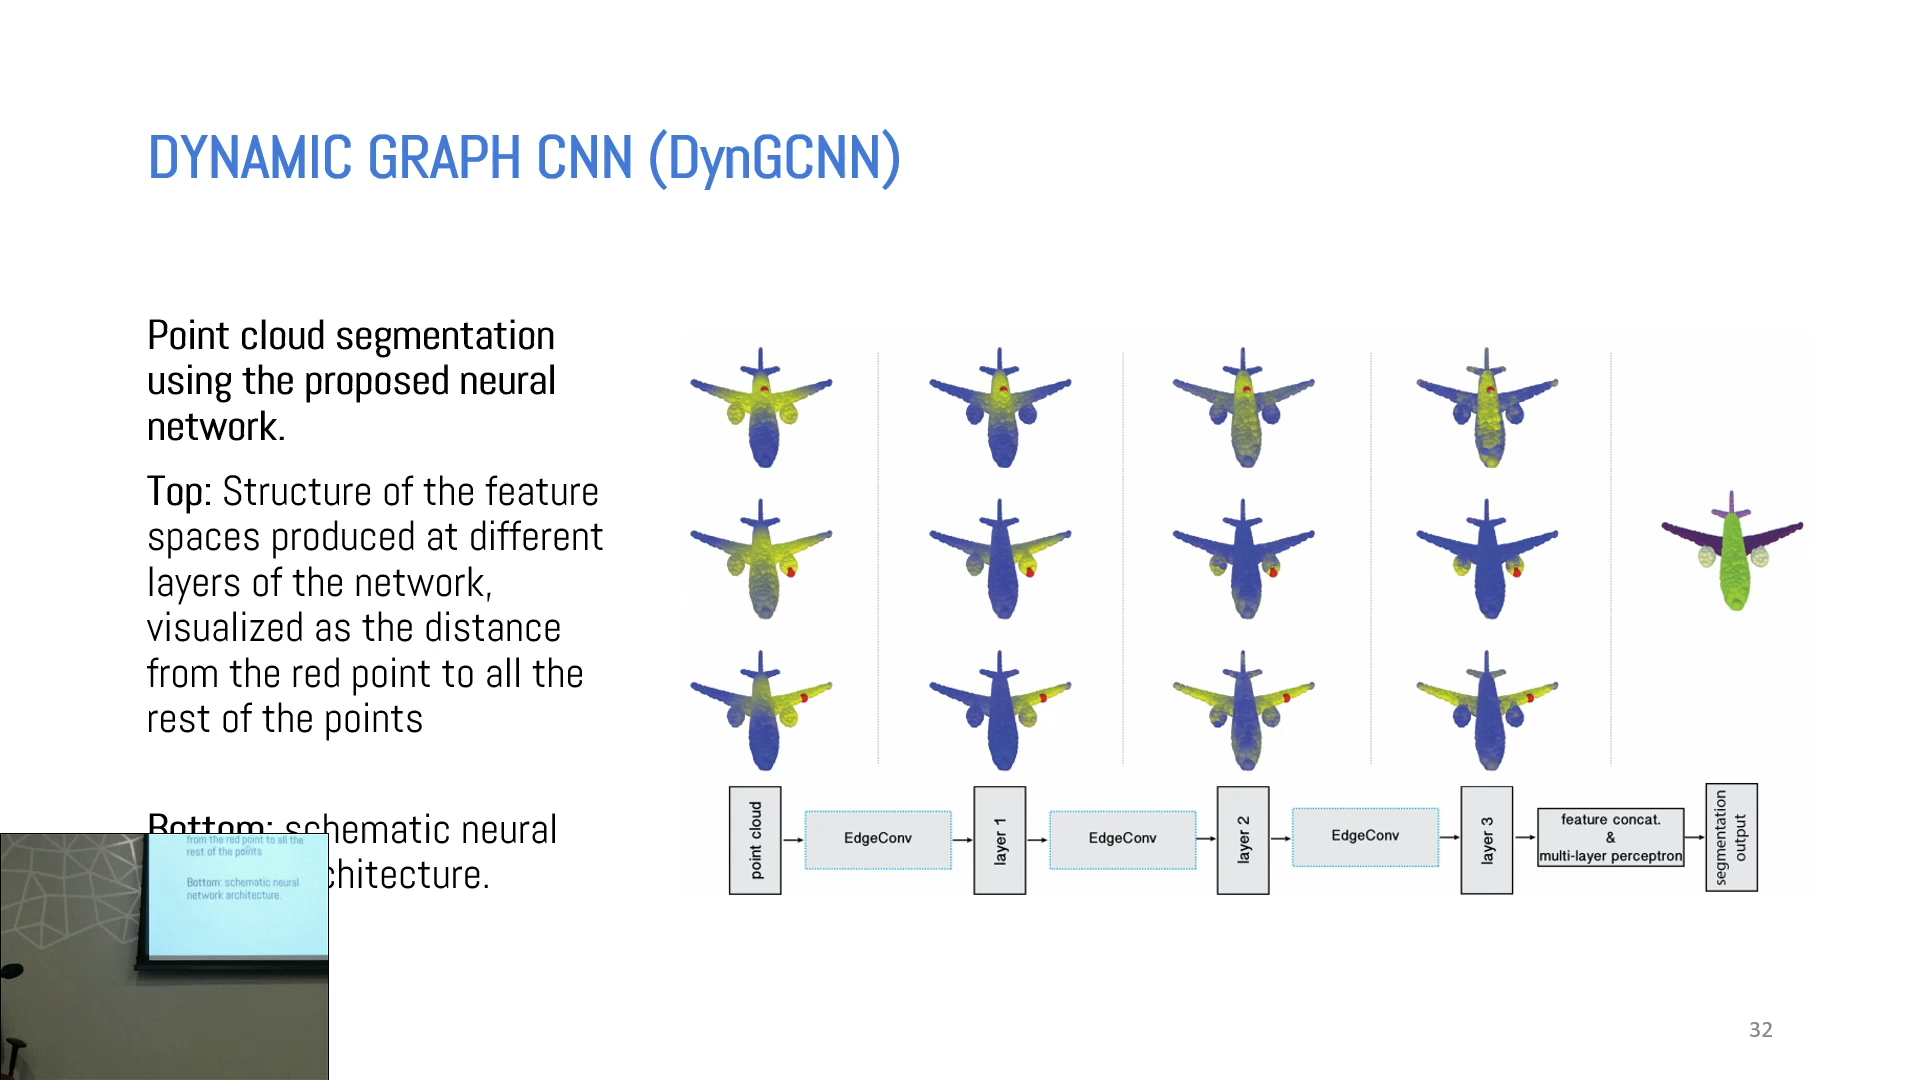 DYNAMIC GRAPH CNN (DynGCNN)
Point cloud segmentation
using the proposed neural
network.
Top: Structure of the feature
spaces produced at different
layers of the network,
visualized as the distance
from the red point to all the
rest of the points
Bottom: schematic neural
chitecture.
from the red point to all the
rest of the points
Bottom: schematic neural
network architecture.
point cloud
EdgeConv
layer 1
EdgeConv
layer 2
EdgeConv
layer 3
feature concat.
&
multi-layer perceptron
segmentation
output
32